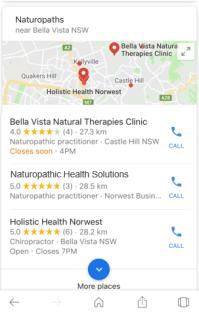 Naturopaths
near Bella Vista NSW
A2
Bella Vista Natura
Therapies Clinic
Kellyville
Quakers Hill
Castle Hill
Holistic Health Norwest
M7
A28
Bella Vista Natural Therapies Clinic
4.0 ★★★★★ (4) · 27.3 km
Naturopathic practitioner · Castle Hill NSW
Closes soon · 4PM
CALL
Naturopathic Health Solutions
5.0 ★★★★★ (3) · 28.5 km
Naturopathic practitioner · Norwest Busin...
CALL
Holistic Health Norwest
5.0 ★★★★★ (6) · 28.2 km
Chiropractor · Bella Vista NSW
Open · Closes 7PM
CALL
More places